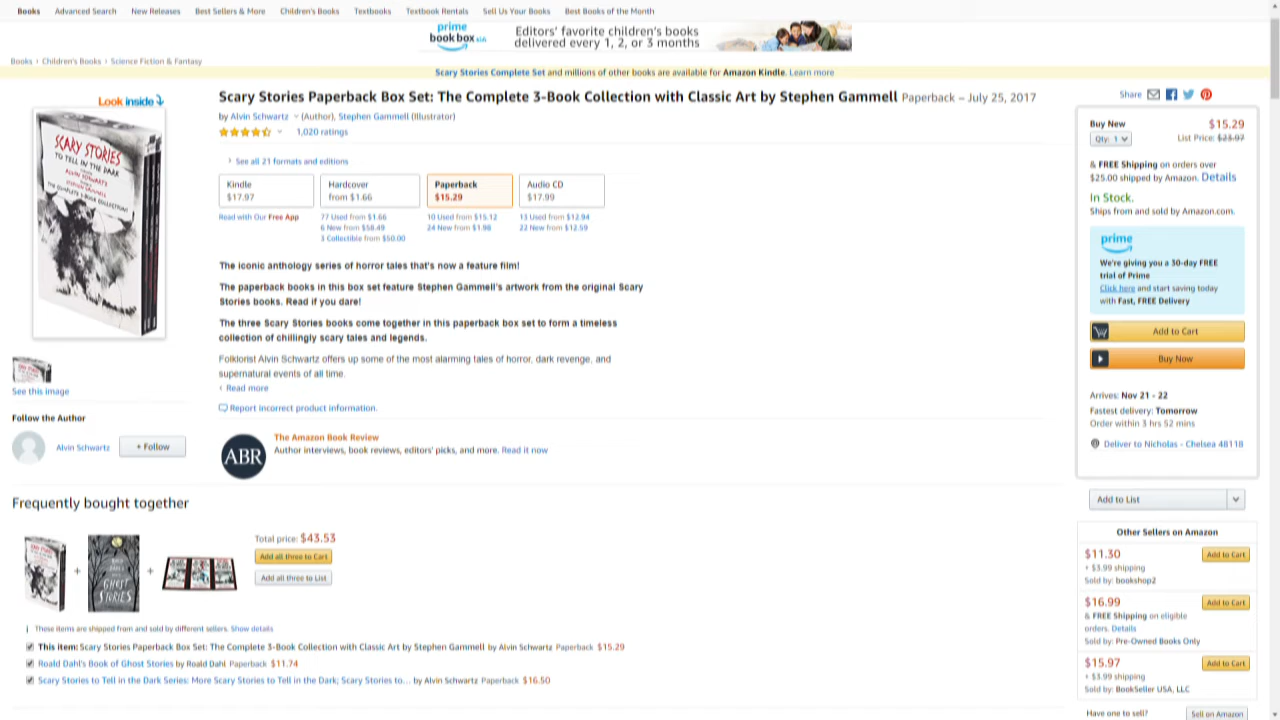 Books Advanced Search New Releases Best Sellers & More Children's Books Textbooks Textbook Rentals Sell Us Your Books Best Books of the Month
prime
book box
Editors' favorite children's books
delivered every 1, 2, or 3 months
Books › Children's Books › Science Fiction & Fantasy
Scary Stories Complete Set and millions of other books are available for Amazon Kindle. Learn more
Look inside
SCARY STORIES
TO TELL IN THE DARK
See this image
Follow the Author
Alvin Schwartz
+ Follow
Scary Stories Paperback Box Set: The Complete 3-Book Collection with Classic Art by Stephen Gammell Paperback – July 25, 2017
by Alvin Schwartz (Author), Stephen Gammell (Illustrator)
1,020 ratings
› See all 21 formats and editions
Kindle
$17.97
Read with Our Free App
Hardcover
from $1.66
77 Used from $1.66
6 New from $58.49
3 Collectible from $50.00
Paperback
$15.29
10 Used from $15.12
24 New from $1.98
Audio CD
$17.99
13 Used from $12.94
22 New from $12.59
The iconic anthology series of horror tales that's now a feature film!
The paperback books in this box set feature Stephen Gammell's artwork from the original Scary
Stories books. Read if you dare!
The three Scary Stories books come together in this paperback box set to form a timeless
collection of chillingly scary tales and legends.
Folklorist Alvin Schwartz offers up some of the most alarming tales of horror, dark revenge, and
supernatural events of all time.
‹ Read more
Report incorrect product information.
ABR
The Amazon Book Review
Author interviews, book reviews, editors' picks, and more. Read it now
Share
Buy New $15.29
Qty: 1 List Price: $23.97
& FREE Shipping on orders over
$25.00 shipped by Amazon. Details
In Stock.
Ships from and sold by Amazon.com.
prime
We're giving you a 30-day FREE
trial of Prime
Click here and start saving today
with Fast, FREE Delivery
Add to Cart
Buy Now
Arrives: Nov 21 - 22
Fastest delivery: Tomorrow
Order within 3 hrs 52 mins
Deliver to Nicholas - Chelsea 48118
Add to List
Other Sellers on Amazon
$11.30 Add to Cart
+ $3.99 shipping
Sold by: bookshop2
$16.99 Add to Cart
& FREE Shipping on eligible
orders. Details
Sold by: Pre-Owned Books Only
$15.97 Add to Cart
+ $3.99 shipping
Sold by: BookSeller USA, LLC
Have one to sell? Sell on Amazon
Frequently bought together
GHOST
STORIES
+ +
Total price: $43.53
Add all three to Cart
Add all three to List
i These items are shipped from and sold by different sellers. Show details
This item: Scary Stories Paperback Box Set: The Complete 3-Book Collection with Classic Art by Stephen Gammell by Alvin Schwartz Paperback $15.29
Roald Dahl's Book of Ghost Stories by Roald Dahl Paperback $11.74
Scary Stories to Tell in the Dark Series: More Scary Stories to Tell in the Dark; Scary Stories to... by Alvin Schwartz Paperback $16.50